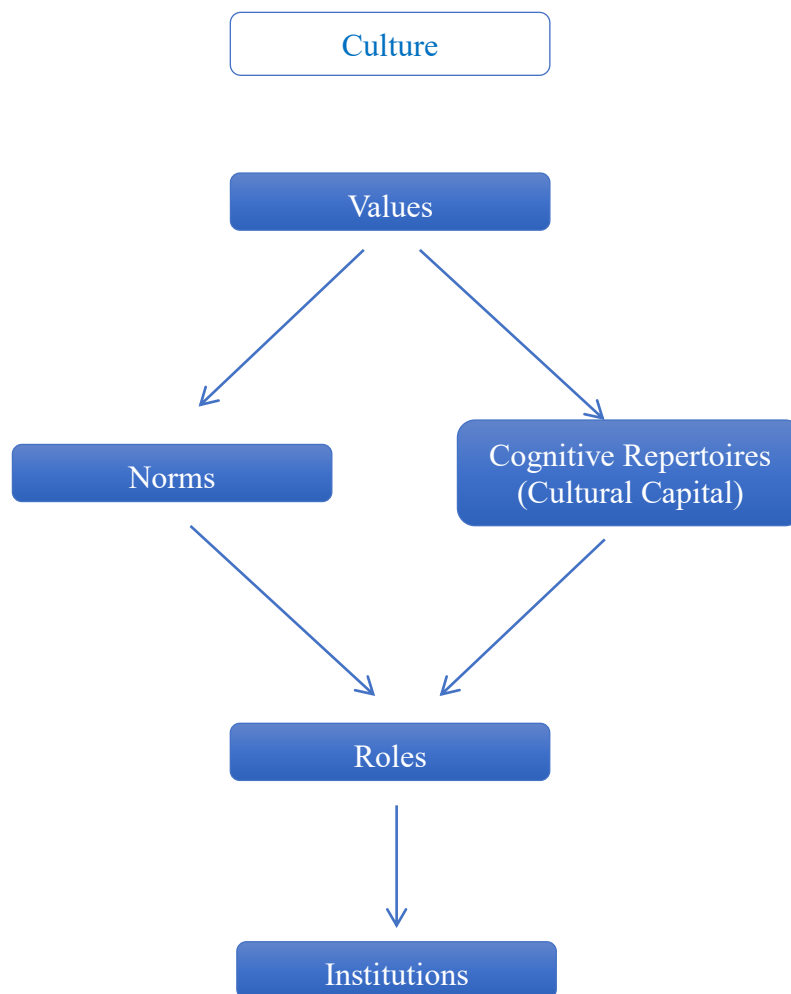 Culture
Values
Norms
Cognitive Repertoires
(Cultural Capital)
Roles
Institutions